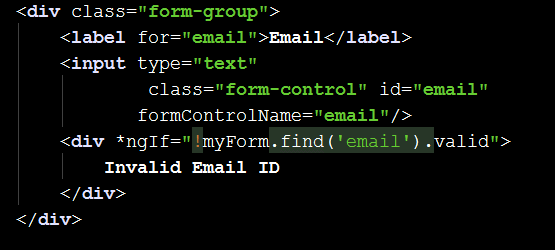 <div class="form-group">
<label for="email">Email</label>
<input type="text"
class="form-control" id="email"
formControlName="email"/>
<div *ngIf="!myForm.find('email').valid">
Invalid Email ID
</div>
</div>